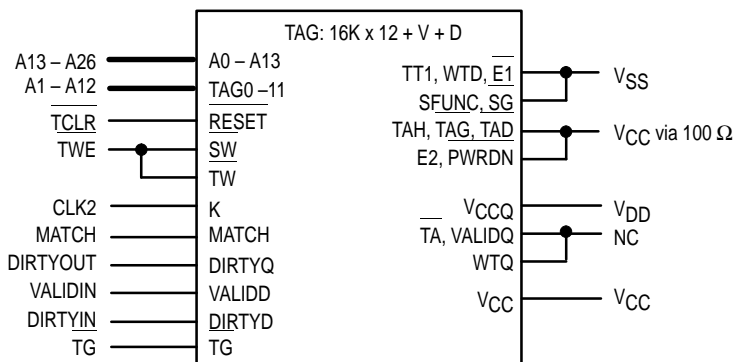 TAG: 16K x 12 + V + D
A13 – A26 A0 – A13
A1 – A12 TAG0 –11
TCLR RESET
TWE SW
TW
CLK2 K
MATCH MATCH
DIRTYOUT DIRTYQ
VALIDIN VALIDD
DIRTYIN DIRTYD
TG TG
TT1, WTD, E1 VSS
SFUNC, SG
TAH, TAG, TAD VCC via 100 Ω
E2, PWRDN
VCCQ VDD
TA, VALIDQ NC
WTQ
VCC VCC